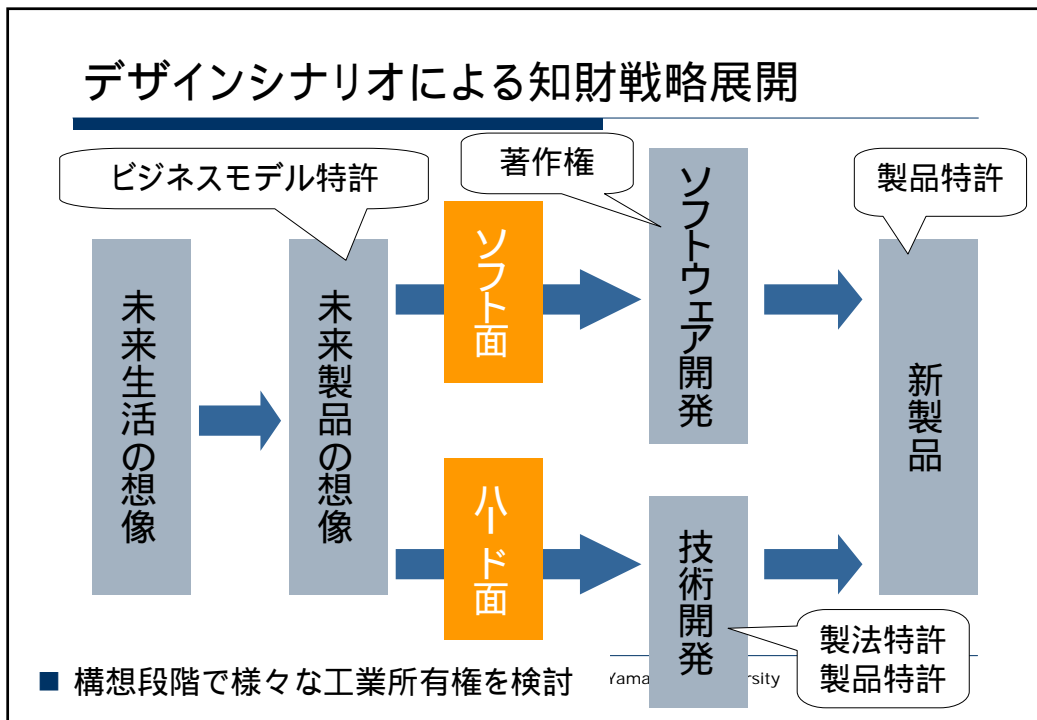 デザインシナリオによる知財戦略展開
ビジネスモデル特許
著作権
製品特許
未来生活の想像
未来製品の想像
ソフト面
ソフトウェア開発
新製品
ハード面
技術開発
製法特許
製品特許
■ 構想段階で様々な工業所有権を検討